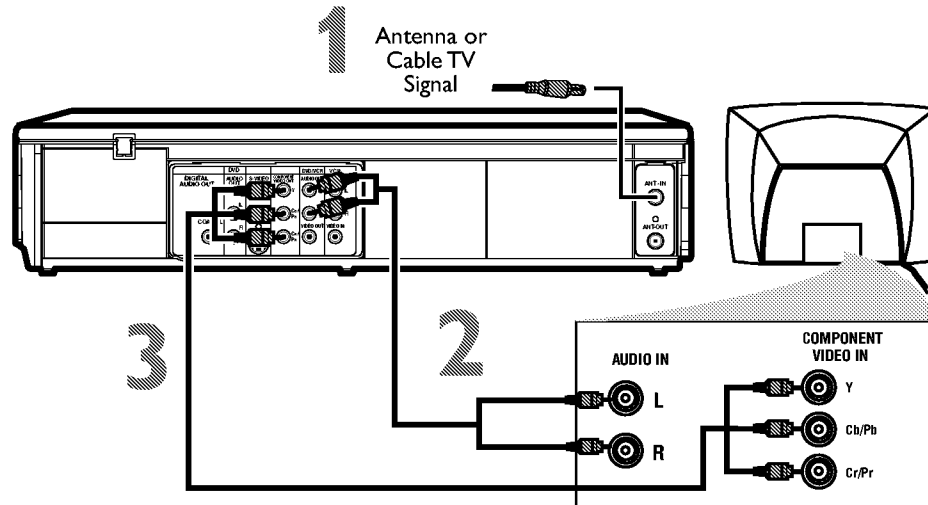 1
Antenna or
Cable TV
Signal
DIGITAL
AUDIO OUT
DVD
AUDIO
OUT
S-VIDEO
COMPONENT
VIDEO OUT
DVD/VCR
AUDIO OUT
VCR
L
R
Y
VIDEO OUT
VIDEO IN
ANT-IN
ANT-OUT
3
2
AUDIO IN
L
R
COMPONENT
VIDEO IN
Y
Cb/Pb
Cr/Pr